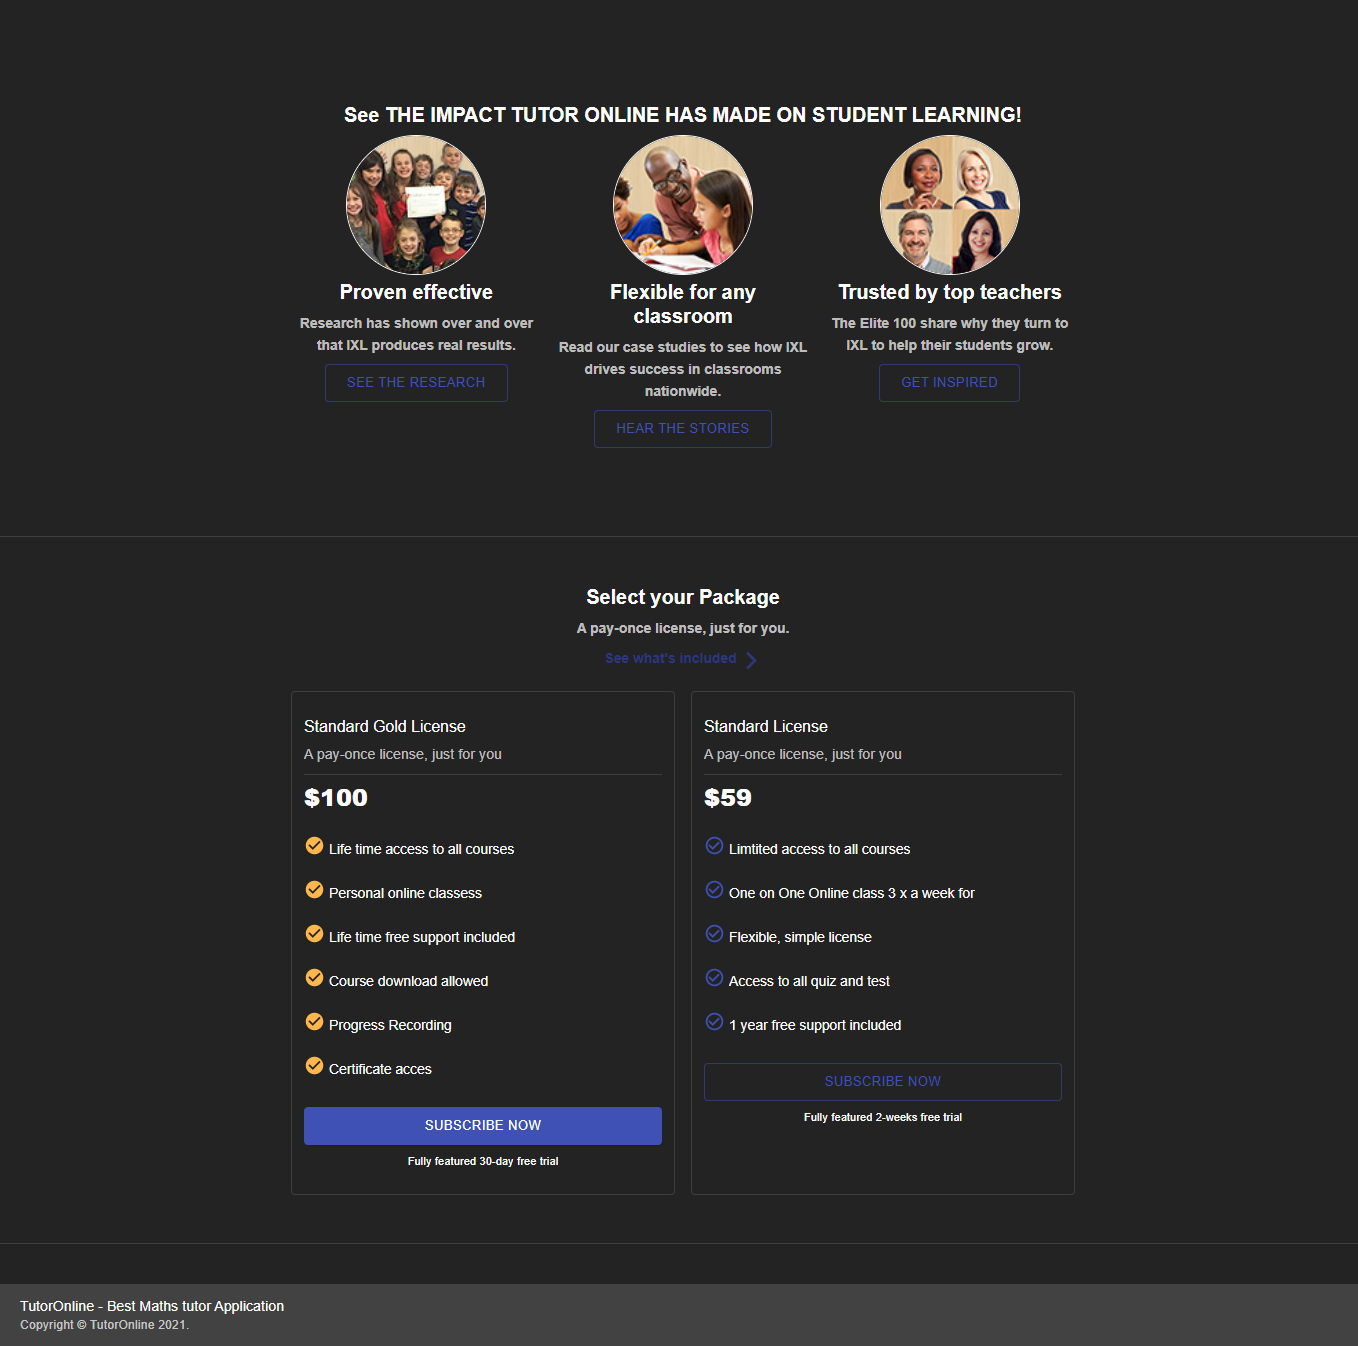 See THE IMPACT TUTOR ONLINE HAS MADE ON STUDENT LEARNING!
Proven effective
Research has shown over and over
that IXL produces real results.
SEE THE RESEARCH
Flexible for any
classroom
Read our case studies to see how IXL
drives success in classrooms
nationwide.
HEAR THE STORIES
Trusted by top teachers
The Elite 100 share why they turn to
IXL to help their students grow.
GET INSPIRED
Select your Package
A pay-once license, just for you.
See what's included
Standard Gold License
A pay-once license, just for you
$100
Life time access to all courses
Personal online classess
Life time free support included
Course download allowed
Progress Recording
Certificate acces
SUBSCRIBE NOW
Fully featured 30-day free trial
Standard License
A pay-once license, just for you
$59
Limtited access to all courses
One on One Online class 3 x a week for
Flexible, simple license
Access to all quiz and test
1 year free support included
SUBSCRIBE NOW
Fully featured 2-weeks free trial
TutorOnline - Best Maths tutor Application
Copyright © TutorOnline 2021.